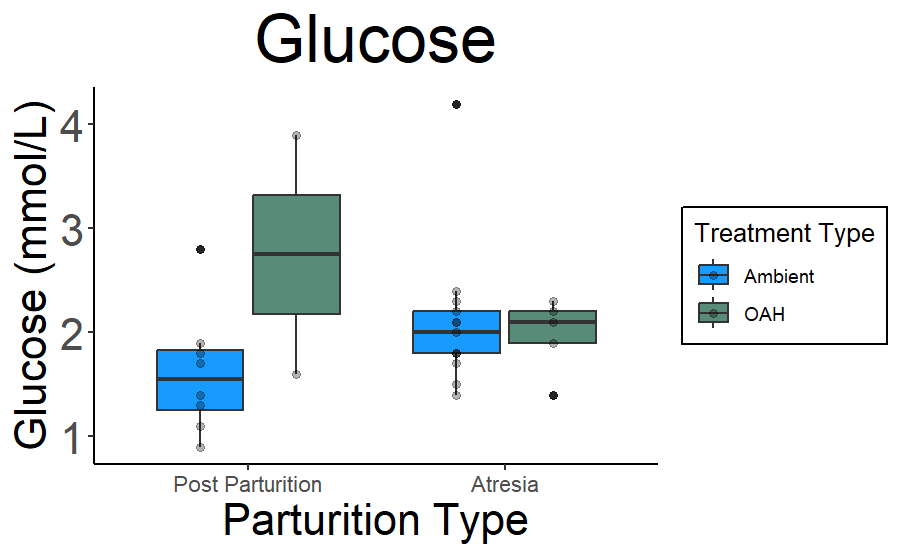 Glucose
Glucose (mmol/L)
4
3
2
1
Post Parturition
Atresia
Parturition Type
Treatment Type
Ambient
OAH